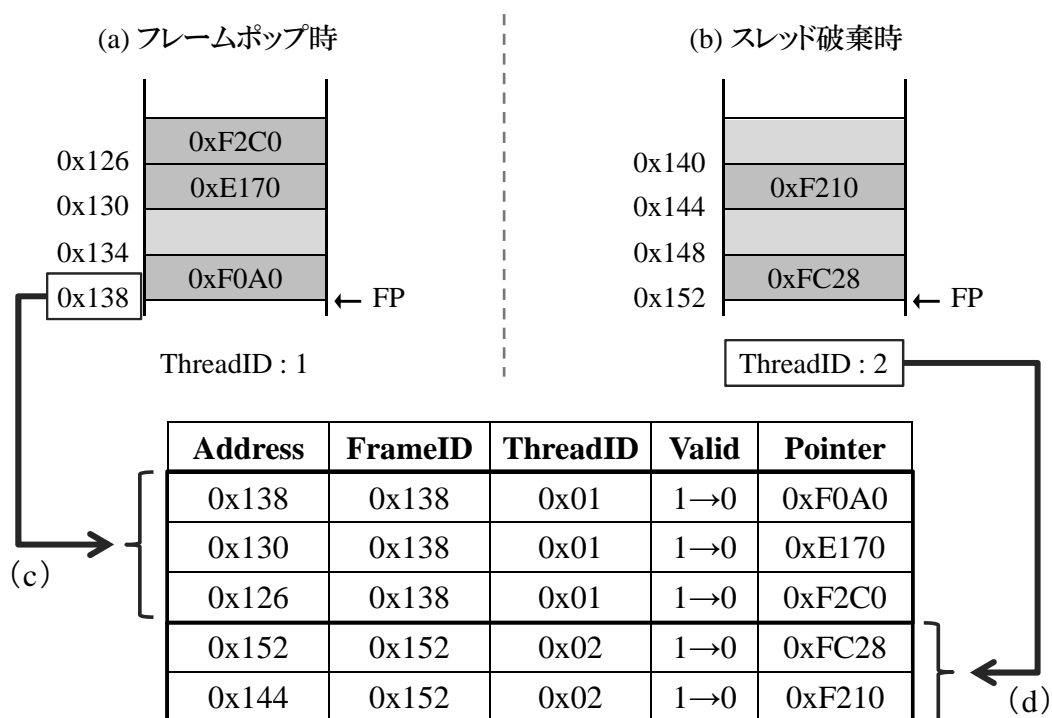 (a) フレームポップ時
0xF2C0
0x126
0xE170
0x130
0x134
0xF0A0
0x138
← FP
ThreadID : 1
(b) スレッド破棄時
0x140
0xF210
0x144
0x148
0xFC28
0x152
← FP
ThreadID : 2
Address FrameID ThreadID Valid Pointer
0x138 0x138 0x01 1→0 0xF0A0
0x130 0x138 0x01 1→0 0xE170
0x126 0x138 0x01 1→0 0xF2C0
0x152 0x152 0x02 1→0 0xFC28
0x144 0x152 0x02 1→0 0xF210
(c)
(d)